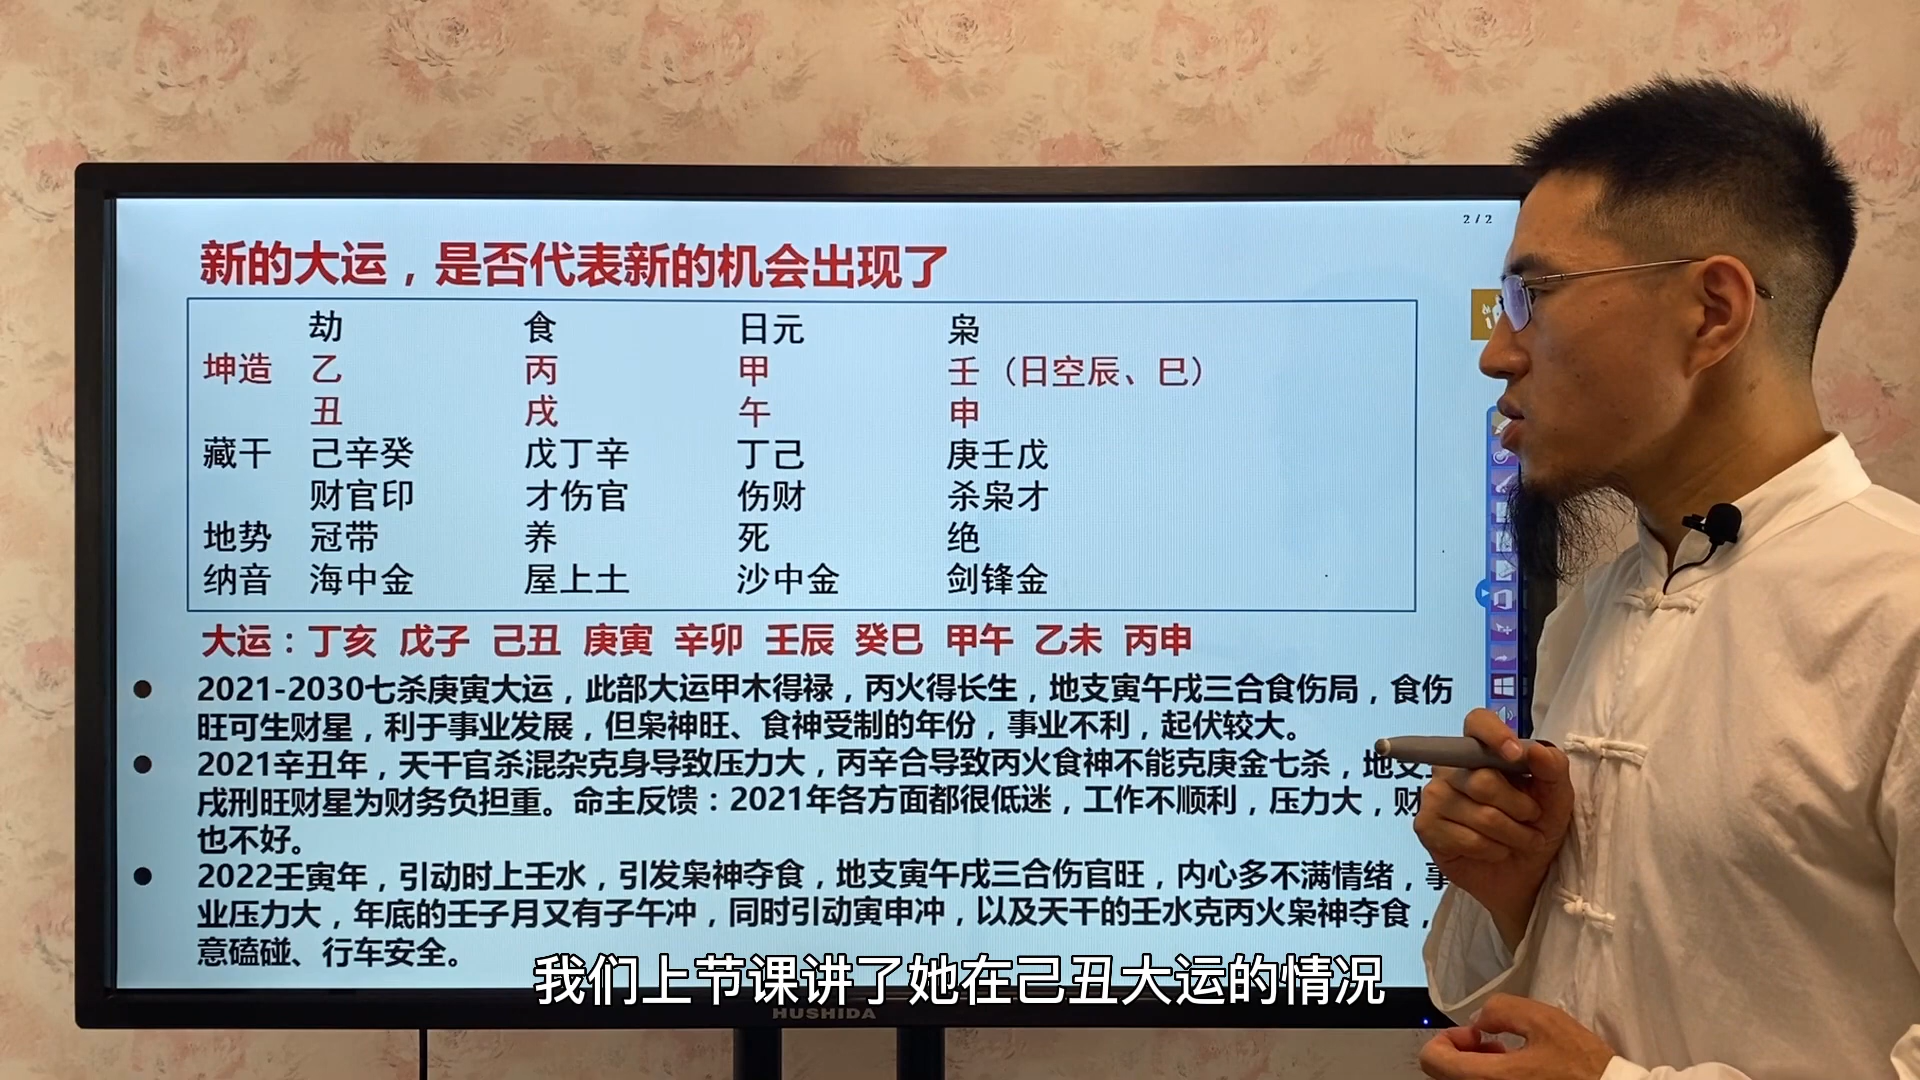 2 / 2
新的大运，是否代表新的机会出现了
劫 食 日元 枭
坤造 乙 丙 甲 壬（日空辰、巳）
丑 戌 午 申
藏干 己辛癸 戊丁辛 丁己 庚壬戊
财官印 才伤官 伤财 杀枭才
地势 冠带 养 死 绝
纳音 海中金 屋上土 沙中金 剑锋金
大运：丁亥 戊子 己丑 庚寅 辛卯 壬辰 癸巳 甲午 乙未 丙申
● 2021-2030七杀庚寅大运，此部大运甲木得禄，丙火得长生，地支寅午戌三合食伤局，食伤
旺可生财星，利于事业发展，但枭神旺、食神受制的年份，事业不利，起伏较大。
● 2021辛丑年，天干官杀混杂克身导致压力大，丙辛合导致丙火食神不能克庚金七杀，地支
戌刑旺财星为财务负担重。命主反馈：2021年各方面都很低迷，工作不顺利，压力大，财
也不好。
● 2022壬寅年，引动时上壬水，引发枭神夺食，地支寅午戌三合伤官旺，内心多不满情绪，事
业压力大，年底的壬子月又有子午冲，同时引动寅申冲，以及天干的壬水克丙火枭神夺食，
意磕碰、行车安全。
我们上节课讲了她在己丑大运的情况
HUSHIDA